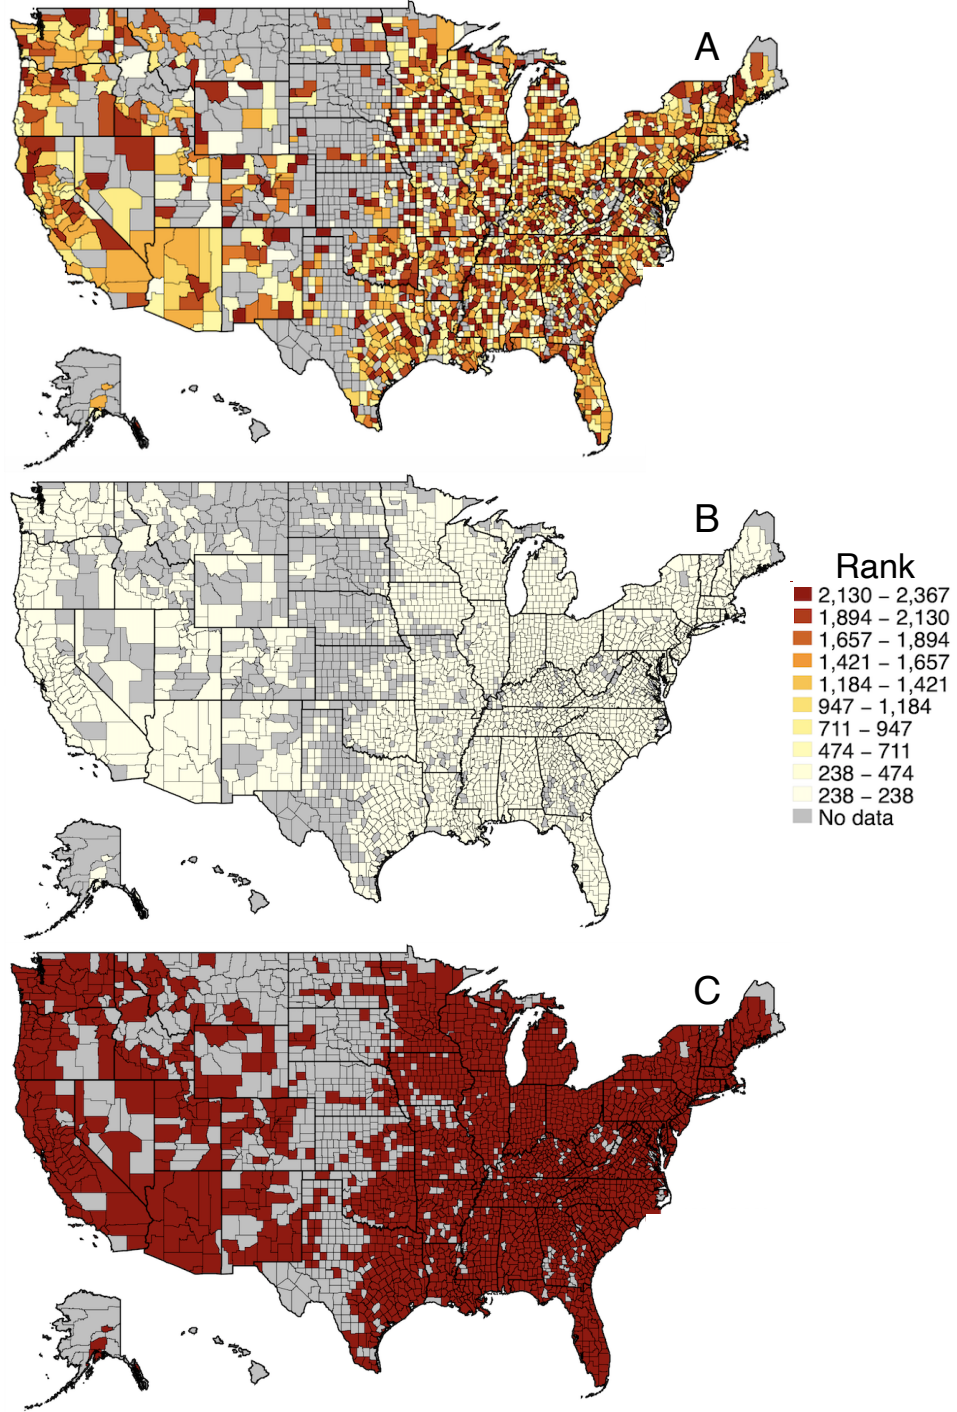 A
B
Rank
2,130 – 2,367
1,894 – 2,130
1,657 – 1,894
1,421 – 1,657
1,184 – 1,421
947 – 1,184
711 – 947
474 – 711
238 – 474
238 – 238
No data
C